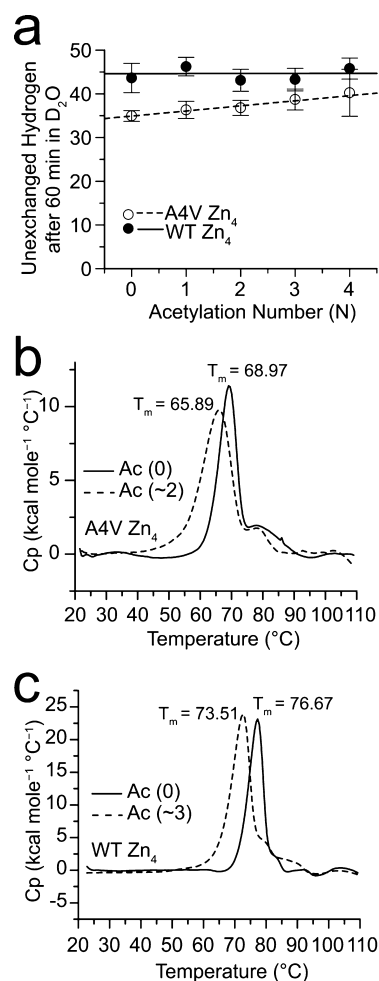 a
Unexchanged Hydrogen
after 60 min in D₂O
50
40
30
20
10
0
A4V Zn₄
WT Zn₄
0 1 2 3 4
Acetylation Number (N)
b
Tm = 68.97
Tm = 65.89
Cp (kcal mole⁻¹ °C⁻¹)
10
5
0
Ac (0)
Ac (~2)
A4V Zn₄
20 30 40 50 60 70 80 90 100 110
Temperature (°C)
c
Tm = 73.51
Tm = 76.67
Cp (kcal mole⁻¹ °C⁻¹)
25
20
15
10
5
0
-5
Ac (0)
Ac (~3)
WT Zn₄
20 30 40 50 60 70 80 90 100 110
Temperature (°C)